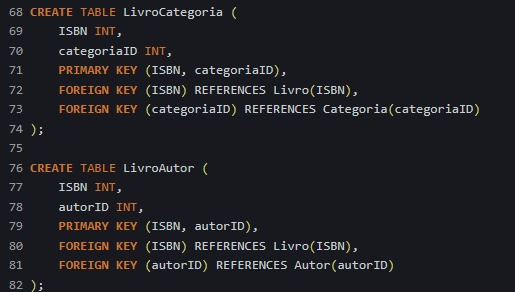 68 CREATE TABLE LivroCategoria (
69     ISBN INT,
70     categoriaID INT,
71     PRIMARY KEY (ISBN, categoriaID),
72     FOREIGN KEY (ISBN) REFERENCES Livro(ISBN),
73     FOREIGN KEY (categoriaID) REFERENCES Categoria(categoriaID)
74 );
75
76 CREATE TABLE LivroAutor (
77     ISBN INT,
78     autorID INT,
79     PRIMARY KEY (ISBN, autorID),
80     FOREIGN KEY (ISBN) REFERENCES Livro(ISBN),
81     FOREIGN KEY (autorID) REFERENCES Autor(autorID)
82 );